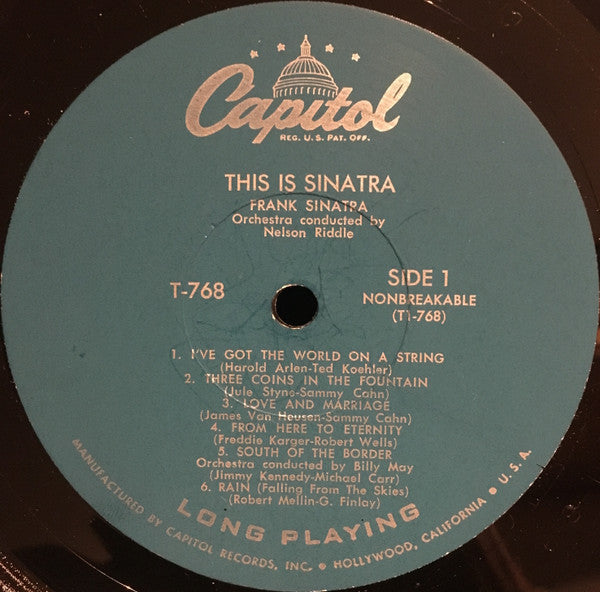 Capitol
REG. U.S. PAT. OFF.
THIS IS SINATRA
FRANK SINATRA
Orchestra conducted by
Nelson Riddle
T-768
SIDE 1
NONBREAKABLE
(T1-768)
1. I'VE GOT THE WORLD ON A STRING
(Harold Arlen-Ted Koehler)
2. THREE COINS IN THE FOUNTAIN
(Jule Styne-Sammy Cahn)
3. LOVE AND MARRIAGE
(James Van Heusen-Sammy Cahn)
4. FROM HERE TO ETERNITY
(Freddie Karger-Robert Wells)
5. SOUTH OF THE BORDER
Orchestra conducted by Billy May
(Jimmy Kennedy-Michael Carr)
6. RAIN (Falling From The Skies)
(Robert Mellin-G. Finlay)
LONG PLAYING
MANUFACTURED BY CAPITOL RECORDS, INC. • HOLLYWOOD, CALIFORNIA • U.S.A.